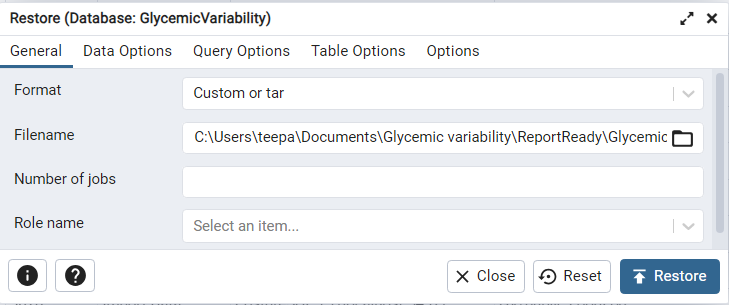 Restore (Database: GlycemicVariability)
General Data Options Query Options Table Options Options
Format Custom or tar
Filename C:\Users\teepa\Documents\Glycemic variability\ReportReady\Glycemic
Number of jobs
Role name Select an item...
Close Reset Restore